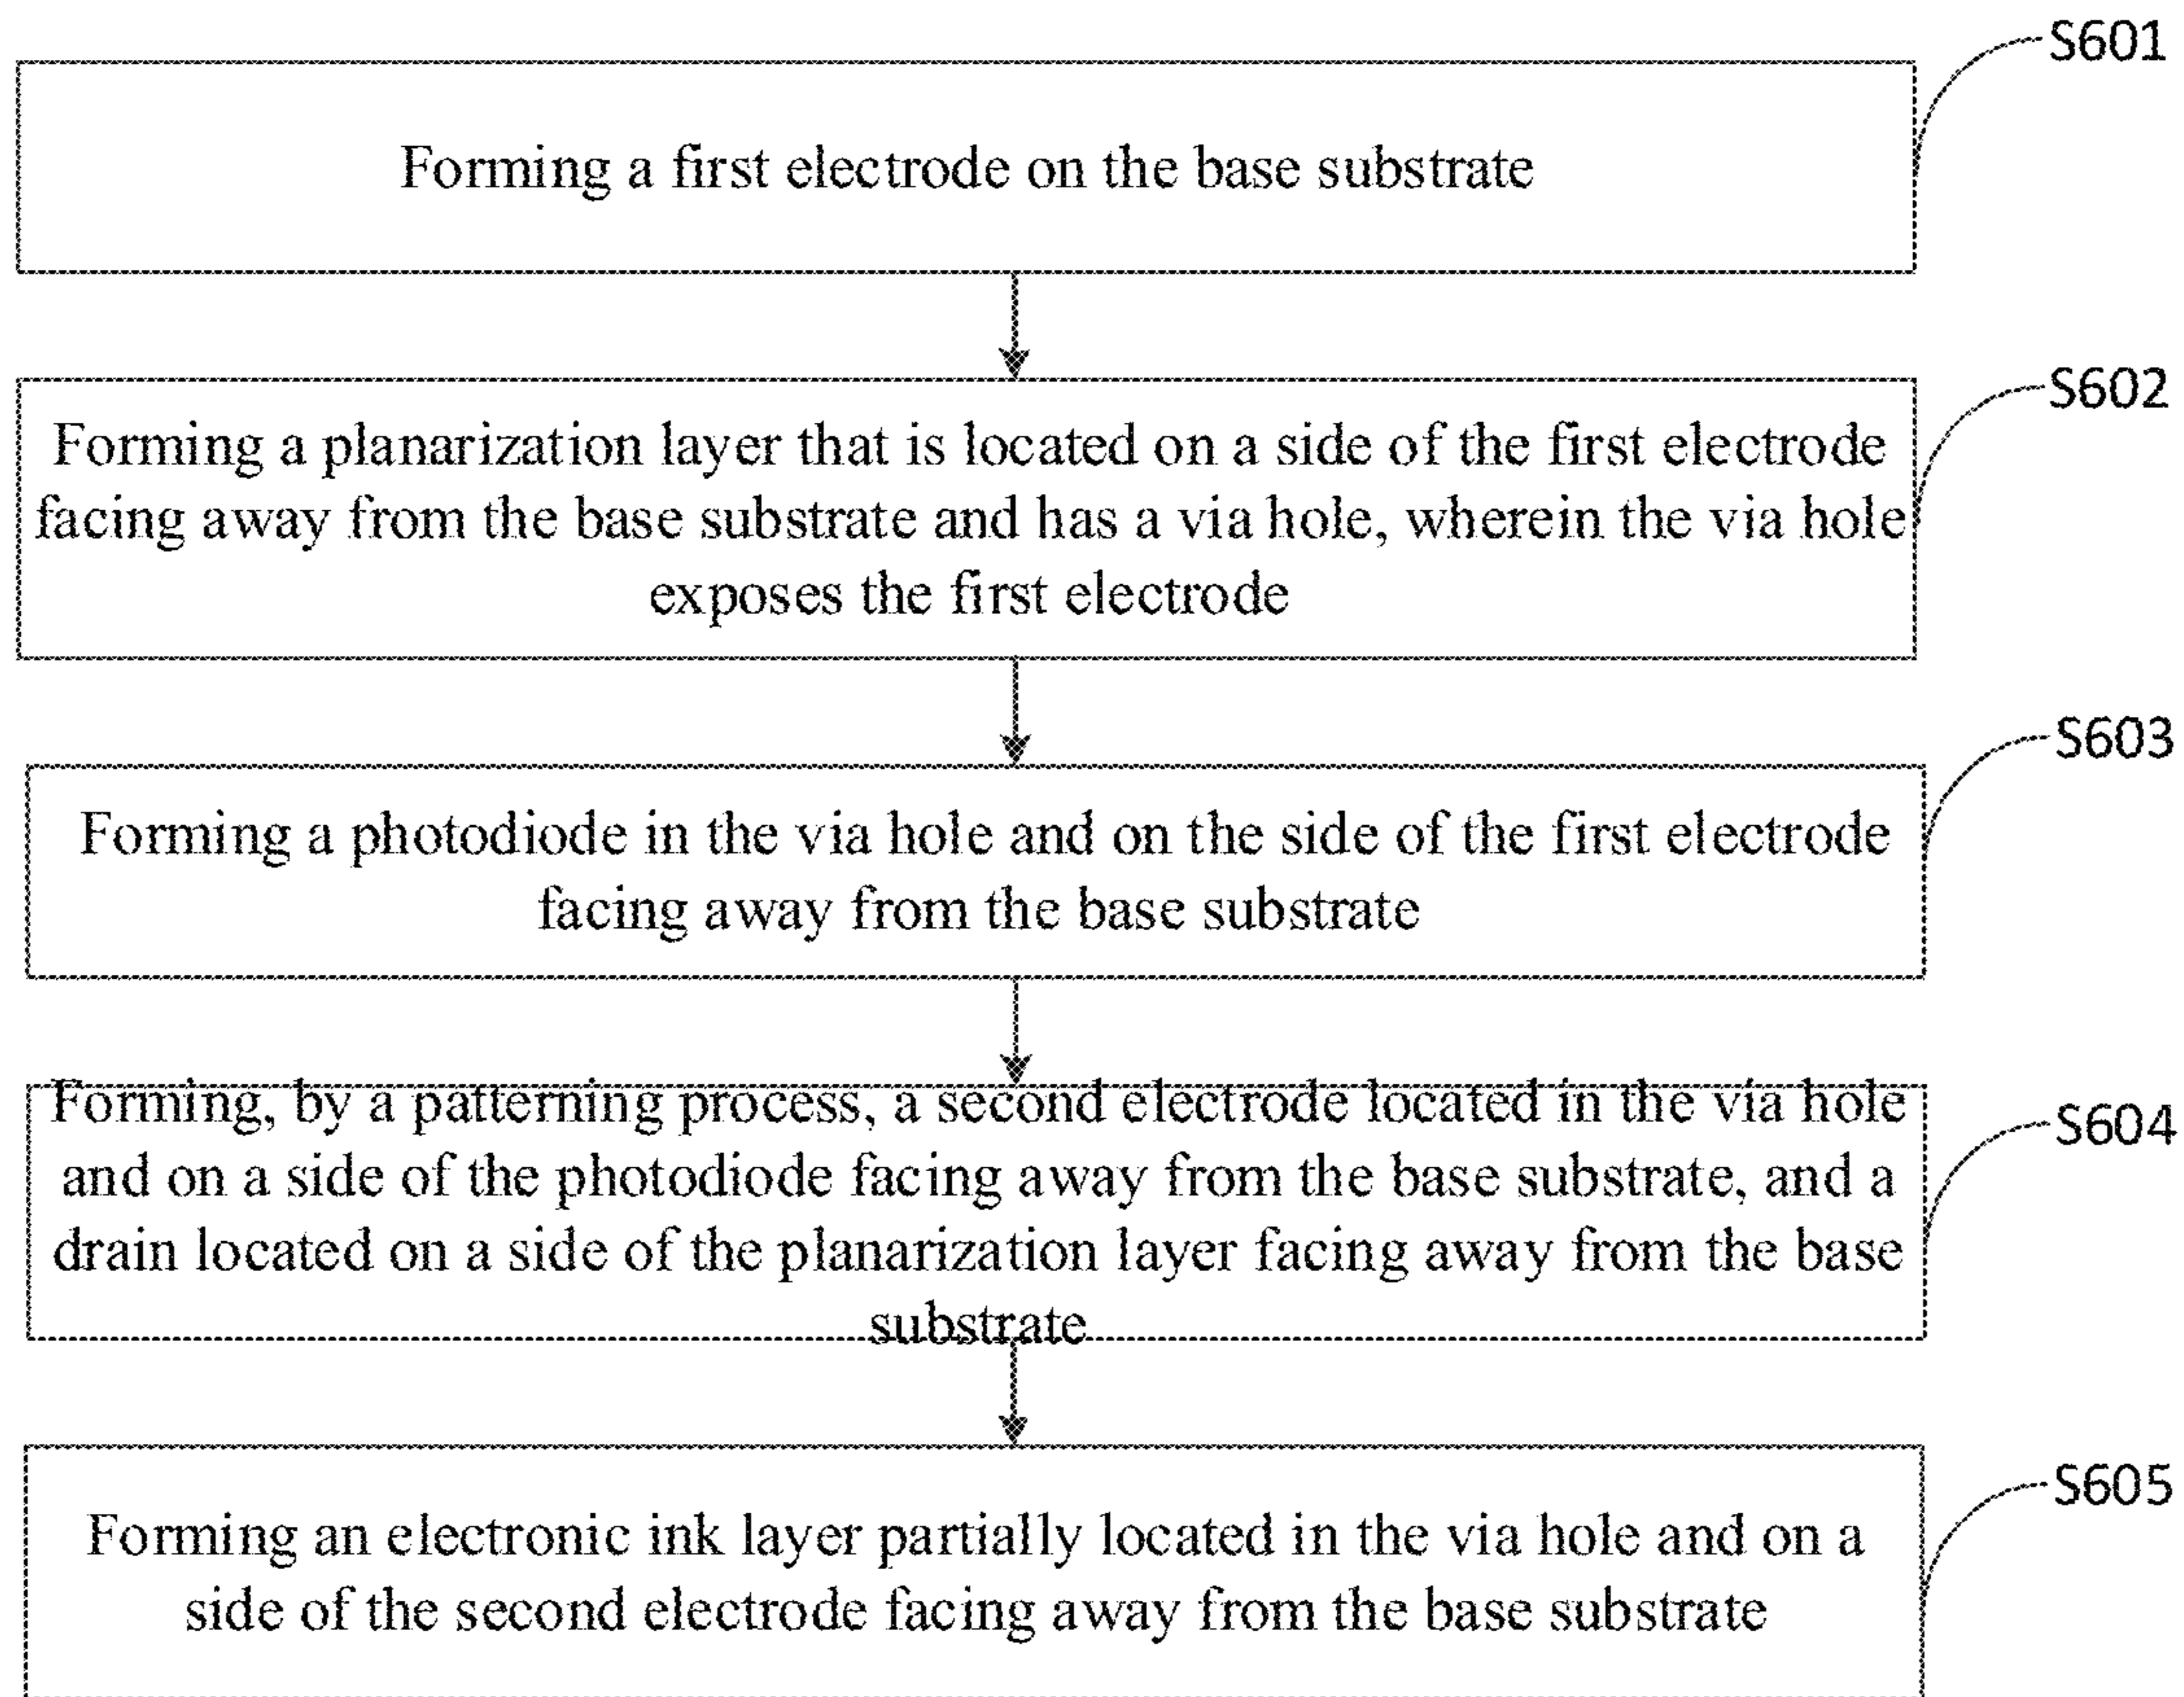 S601
Forming a first electrode on the base substrate
S602
Forming a planarization layer that is located on a side of the first electrode
facing away from the base substrate and has a via hole, wherein the via hole
exposes the first electrode
S603
Forming a photodiode in the via hole and on the side of the first electrode
facing away from the base substrate
S604
Forming, by a patterning process, a second electrode located in the via hole
and on a side of the photodiode facing away from the base substrate, and a
drain located on a side of the planarization layer facing away from the base
substrate
S605
Forming an electronic ink layer partially located in the via hole and on a
side of the second electrode facing away from the base substrate